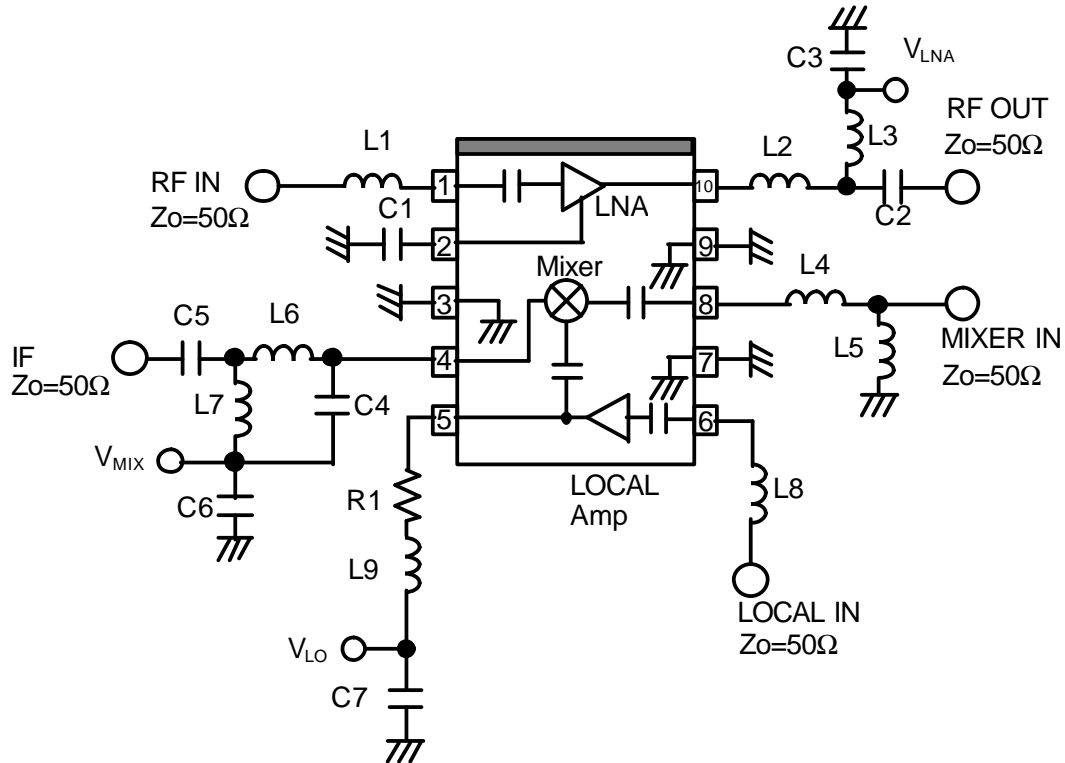 C3
V_LNA
RF OUT
Zo=50Ω
L3
L2
C2
L1
RF IN
Zo=50Ω
1
10
LNA
C1
2
9
Mixer
L4
3
8
MIXER IN
Zo=50Ω
L5
C5
L6
IF
Zo=50Ω
4
7
L7
C4
5
6
V_MIX
C6
LOCAL
Amp
R1
L8
L9
LOCAL IN
Zo=50Ω
V_LO
C7